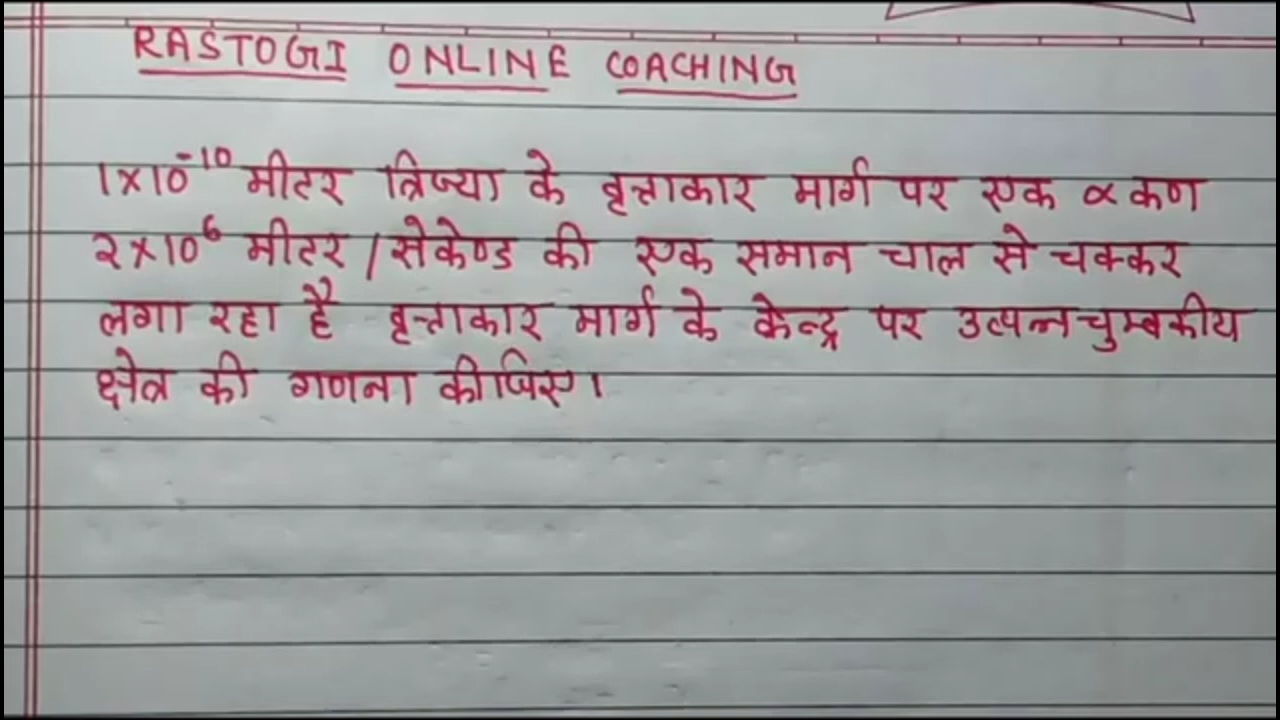 RASTOGI ONLINE COACHING
1×10⁻¹⁰ मीटर त्रिज्या के वृत्ताकार मार्ग पर एक α कण
2×10⁶ मीटर/सेकेण्ड की एक समान चाल से चक्कर
लगा रहा है वृत्ताकार मार्ग के केन्द्र पर उत्पन्न चुम्बकीय
क्षेत्र की गणना कीजिए।